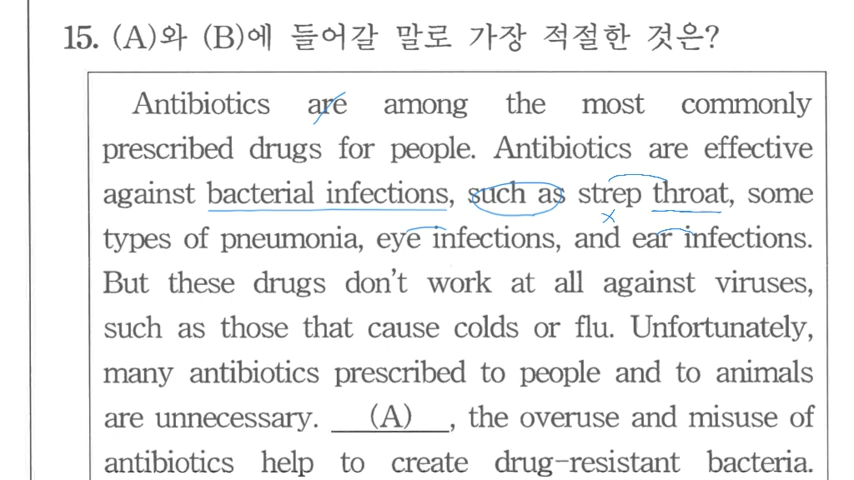 15. (A)와 (B)에 들어갈 말로 가장 적절한 것은?
Antibiotics are among the most commonly
prescribed drugs for people. Antibiotics are effective
against bacterial infections, such as strep throat, some
types of pneumonia, eye infections, and ear infections.
But these drugs don't work at all against viruses,
such as those that cause colds or flu. Unfortunately,
many antibiotics prescribed to people and to animals
are unnecessary. (A) , the overuse and misuse of
antibiotics help to create drug-resistant bacteria.